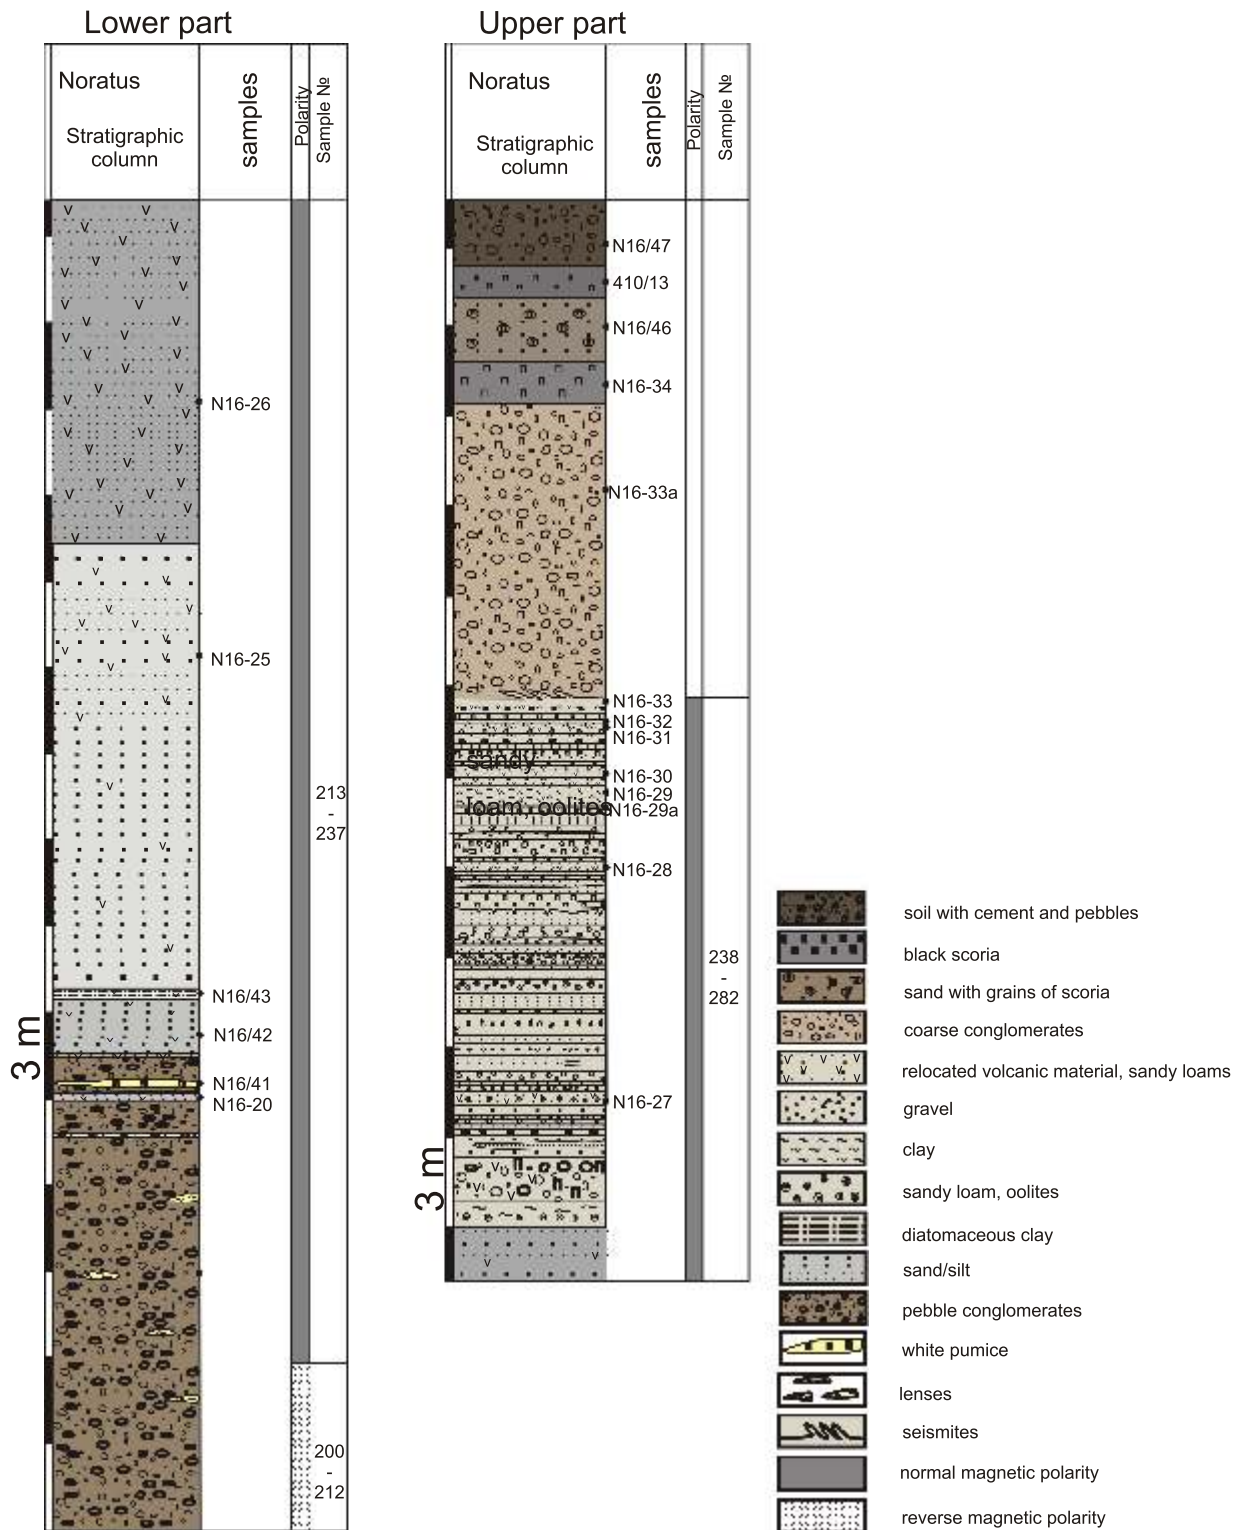 Lower part
Noratus
Stratigraphic
column
samples
Polarity
Sample №
N16-26
N16-25
213
-
237
N16/43
N16/42
3 m
N16/41
N16-20
200
-
212
Upper part
Noratus
Stratigraphic
column
samples
Polarity
Sample №
N16/47
410/13
N16/46
N16-34
N16-33a
N16-33
N16-32
N16-31
sandy
N16-30
N16-29
loam, oolites
N16-29a
N16-28
238
-
282
N16-27
3 m
soil with cement and pebbles
black scoria
sand with grains of scoria
coarse conglomerates
relocated volcanic material, sandy loams
gravel
clay
sandy loam, oolites
diatomaceous clay
sand/silt
pebble conglomerates
white pumice
lenses
seismites
normal magnetic polarity
reverse magnetic polarity